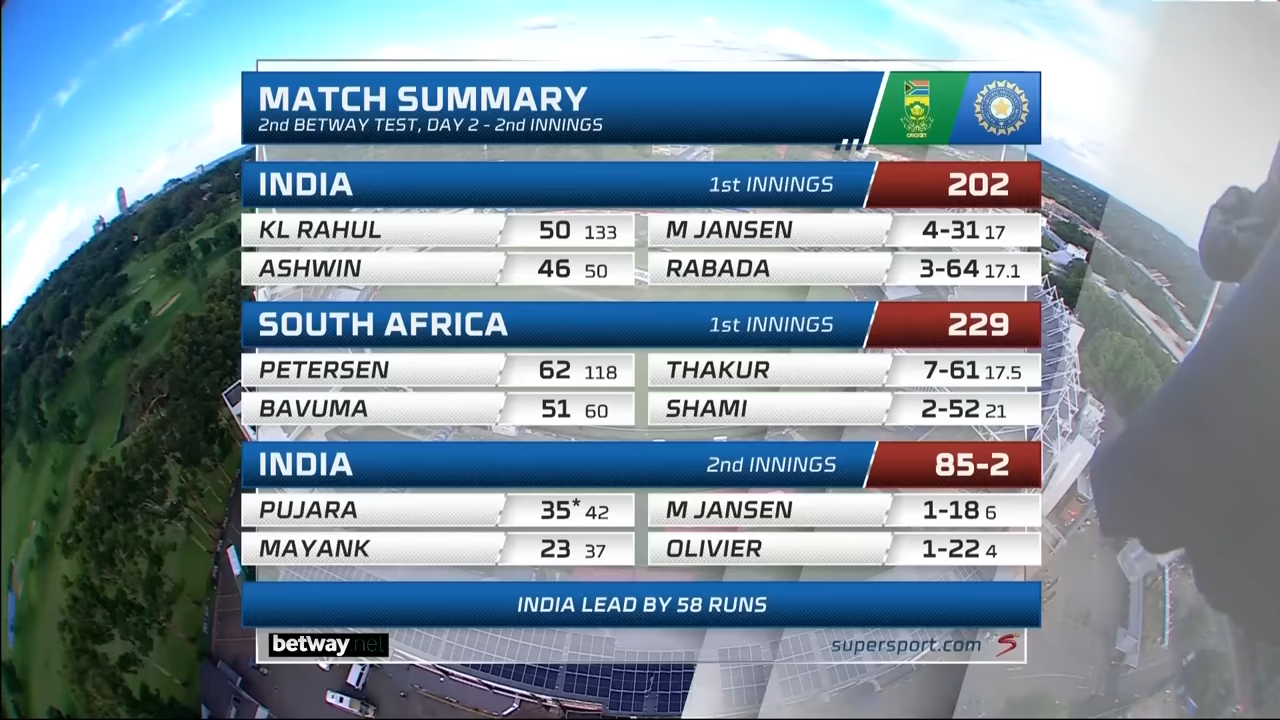 MATCH SUMMARY
2nd BETWAY TEST, DAY 2 - 2nd INNINGS
CRICKET
INDIA 1st INNINGS 202
KL RAHUL 50 133 M JANSEN 4-31 17
ASHWIN 46 50 RABADA 3-64 17.1
SOUTH AFRICA 1st INNINGS 229
PETERSEN 62 118 THAKUR 7-61 17.5
BAVUMA 51 60 SHAMI 2-52 21
INDIA 2nd INNINGS 85-2
PUJARA 35* 42 M JANSEN 1-18 6
MAYANK 23 37 OLIVIER 1-22 4
INDIA LEAD BY 58 RUNS
betway.net supersport.com S